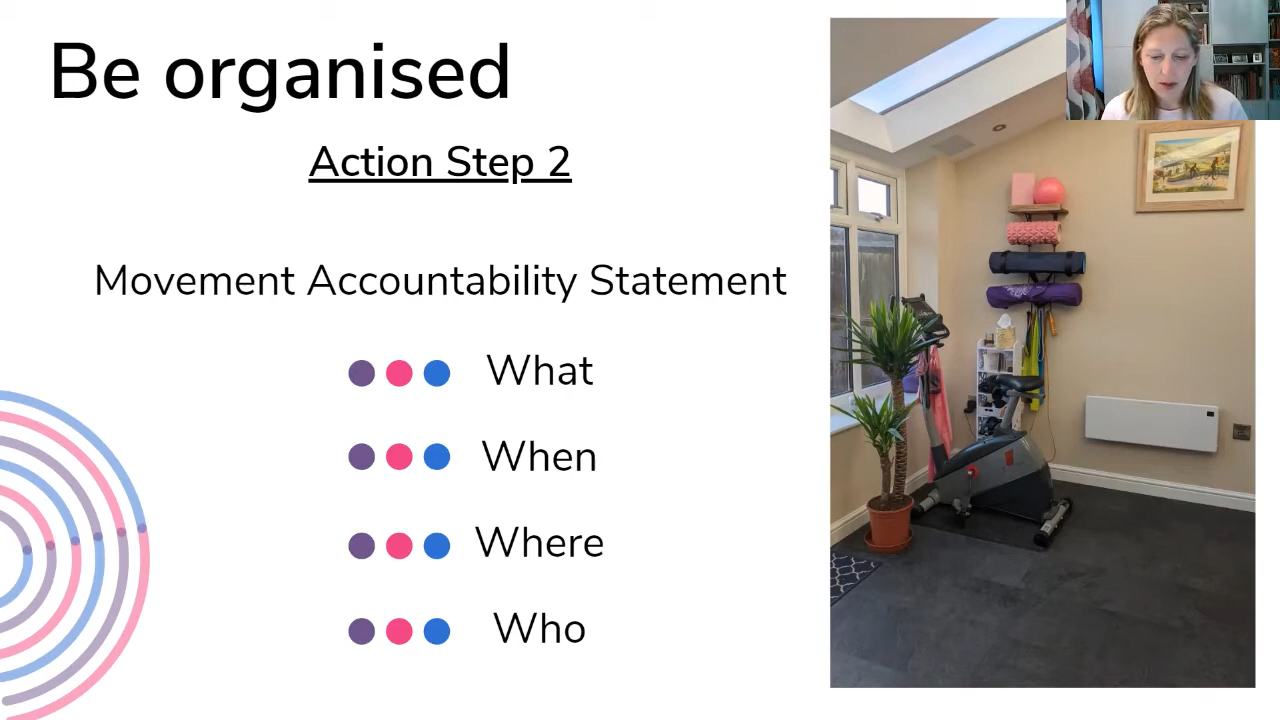 Be organised
Action Step 2
Movement Accountability Statement
What
When
Where
Who